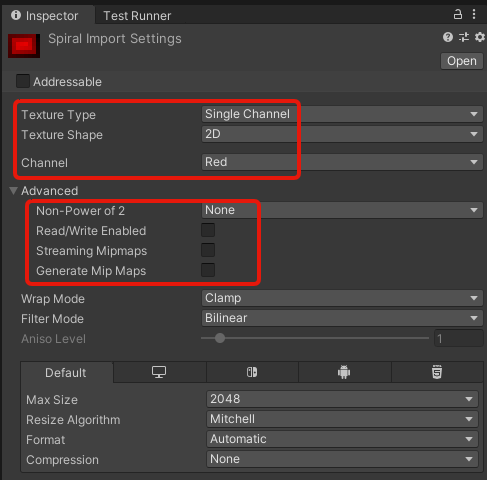 Inspector Test Runner
Spiral Import Settings
Open
Addressable
Texture Type Single Channel
Texture Shape 2D
Channel Red
Advanced
Non-Power of 2 None
Read/Write Enabled
Streaming Mipmaps
Generate Mip Maps
Wrap Mode Clamp
Filter Mode Bilinear
Aniso Level 1
Default
Max Size 2048
Resize Algorithm Mitchell
Format Automatic
Compression None